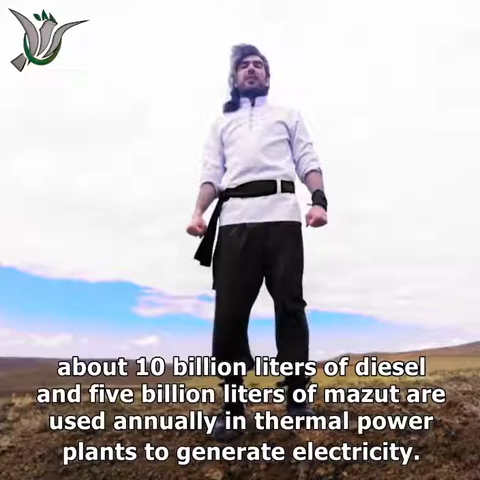 about 10 billion liters of diesel
and five billion liters of mazut are
used annually in thermal power
plants to generate electricity.